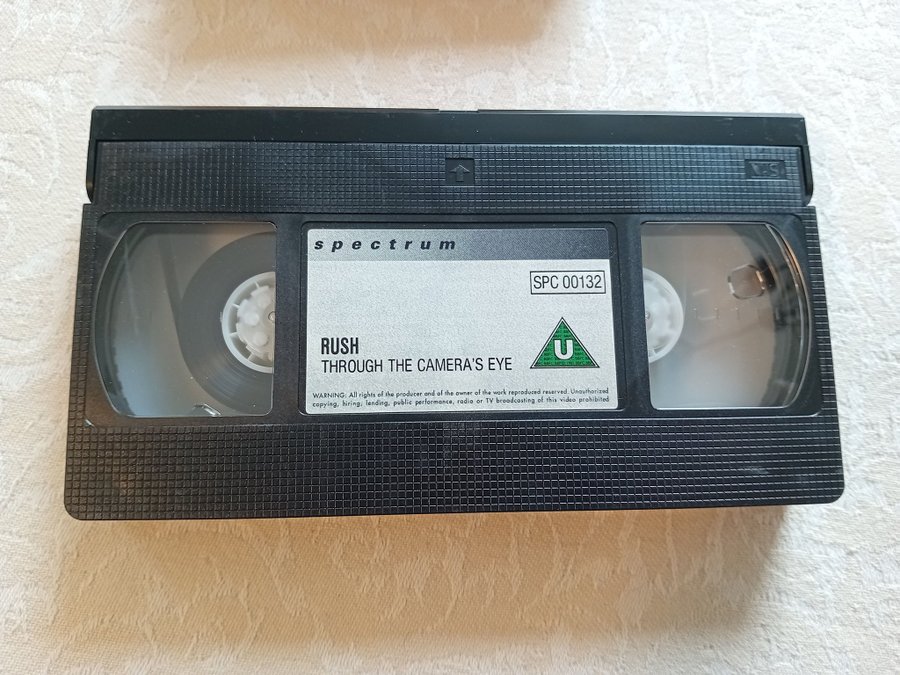 spectrum
SPC 00132
U
RUSH
THROUGH THE CAMERA'S EYE
WARNING: All rights of the producer and of the owner of the work reproduced reserved. Unauthorized
copying, hiring, lending, public performance, radio or TV broadcasting of this video prohibited